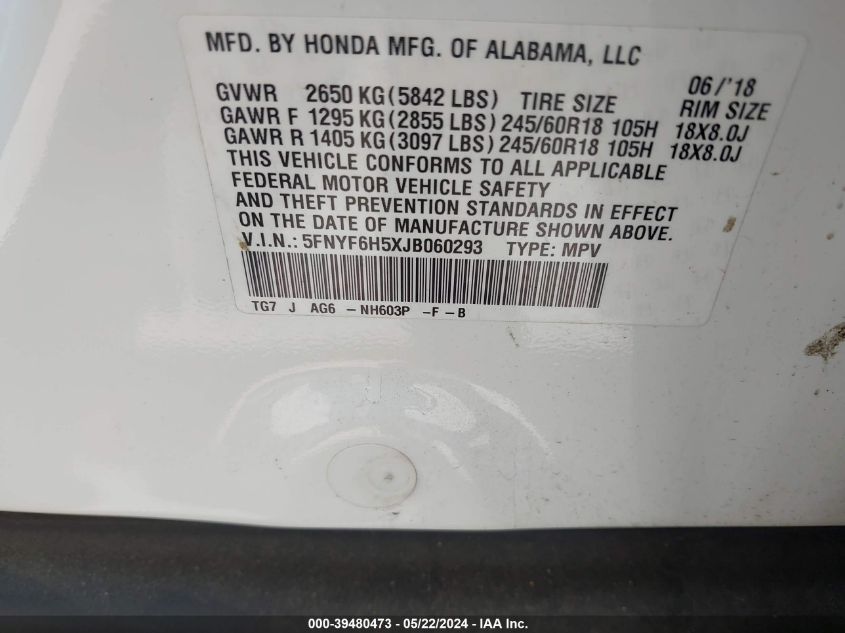 MFD. BY HONDA MFG. OF ALABAMA, LLC
06/'18
GVWR 2650 KG (5842 LBS) TIRE SIZE RIM SIZE
GAWR F 1295 KG (2855 LBS) 245/60R18 105H 18X8.0J
GAWR R 1405 KG (3097 LBS) 245/60R18 105H 18X8.0J
THIS VEHICLE CONFORMS TO ALL APPLICABLE
FEDERAL MOTOR VEHICLE SAFETY
AND THEFT PREVENTION STANDARDS IN EFFECT
ON THE DATE OF MANUFACTURE SHOWN ABOVE.
V.I.N.: 5FNYF6H5XJB060293 TYPE: MPV
TG7 J AG6 - NH603P - F - B
000-39480473 - 05/22/2024 - IAA Inc.